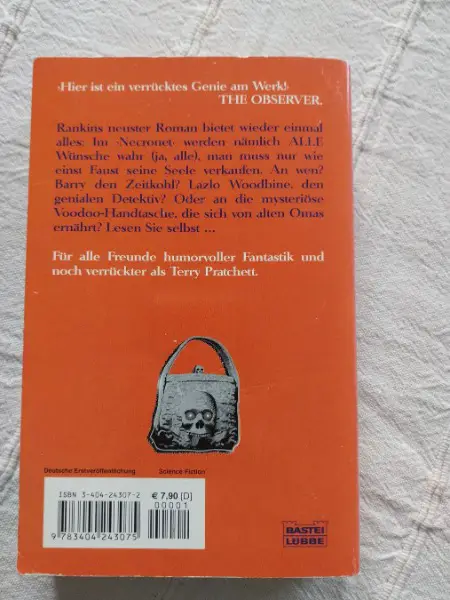 ›Hier ist ein verrücktes Genie am Werk!‹
THE OBSERVER.
Rankins neuster Roman bietet wieder einmal
alles: Im ›Necronet‹ werden nämlich ALLE
Wünsche wahr (ja, alle), man muss nur wie
einst Faust seine Seele verkaufen. An wen?
Barry den Zeitkohl? Lazlo Woodbine, den
genialen Detektiv? Oder an die mysteriöse
Voodoo-Handtasche, die sich von alten Omas
ernährt? Lesen Sie selbst ...
Für alle Freunde humorvoller Fantastik und
noch verrückter als Terry Pratchett.
Deutsche Erstveröffentlichung
Science Fiction
ISBN 3-404-24307-2
€ 7,90 [D]
00001
9 783404 243075
BASTEI
LÜBBE